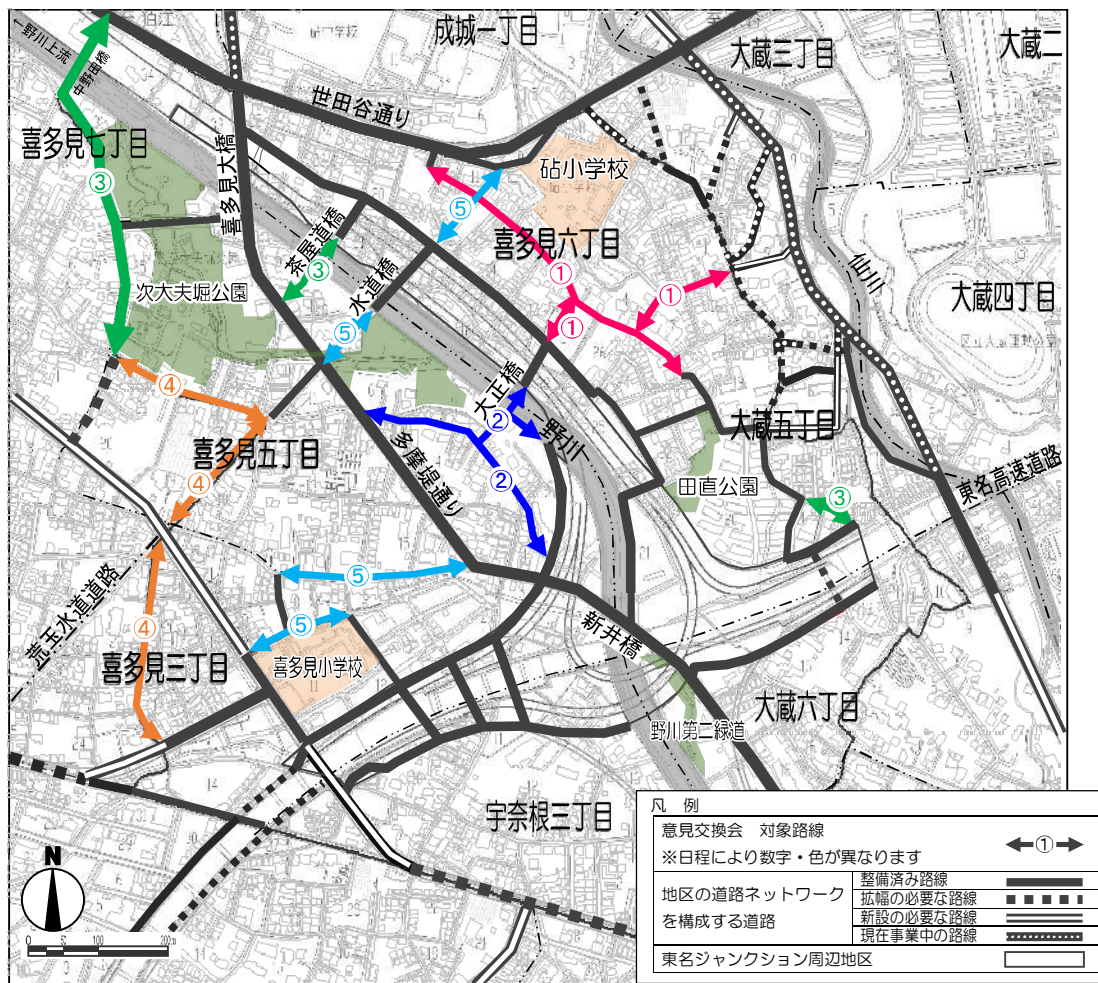 成城一丁目
大蔵三丁目
大蔵二
←野川上流
中野田橋
世田谷通り
喜多見七丁目
喜多見大橋
砧小学校
③
⑤
茶屋道橋
喜多見六丁目
①
仙川
③
水道橋
次大夫堀公園
①
大蔵四丁目
⑤
①
④
大正橋
②
野川
大蔵五丁目
喜多見五丁目
多摩堤通り
②
田直公園
東名高速道路
④
③
荒玉水道道路
⑤
⑤
新井橋
④
喜多見三丁目
喜多見小学校
大蔵六丁目
野川第二緑道
宇奈根三丁目
N
0 50 100 200m
凡 例
意見交換会 対象路線
←①→
※日程により数字・色が異なります
地区の道路ネットワーク
を構成する道路
整備済み路線
拡幅の必要な路線
新設の必要な路線
現在事業中の路線
東名ジャンクション周辺地区